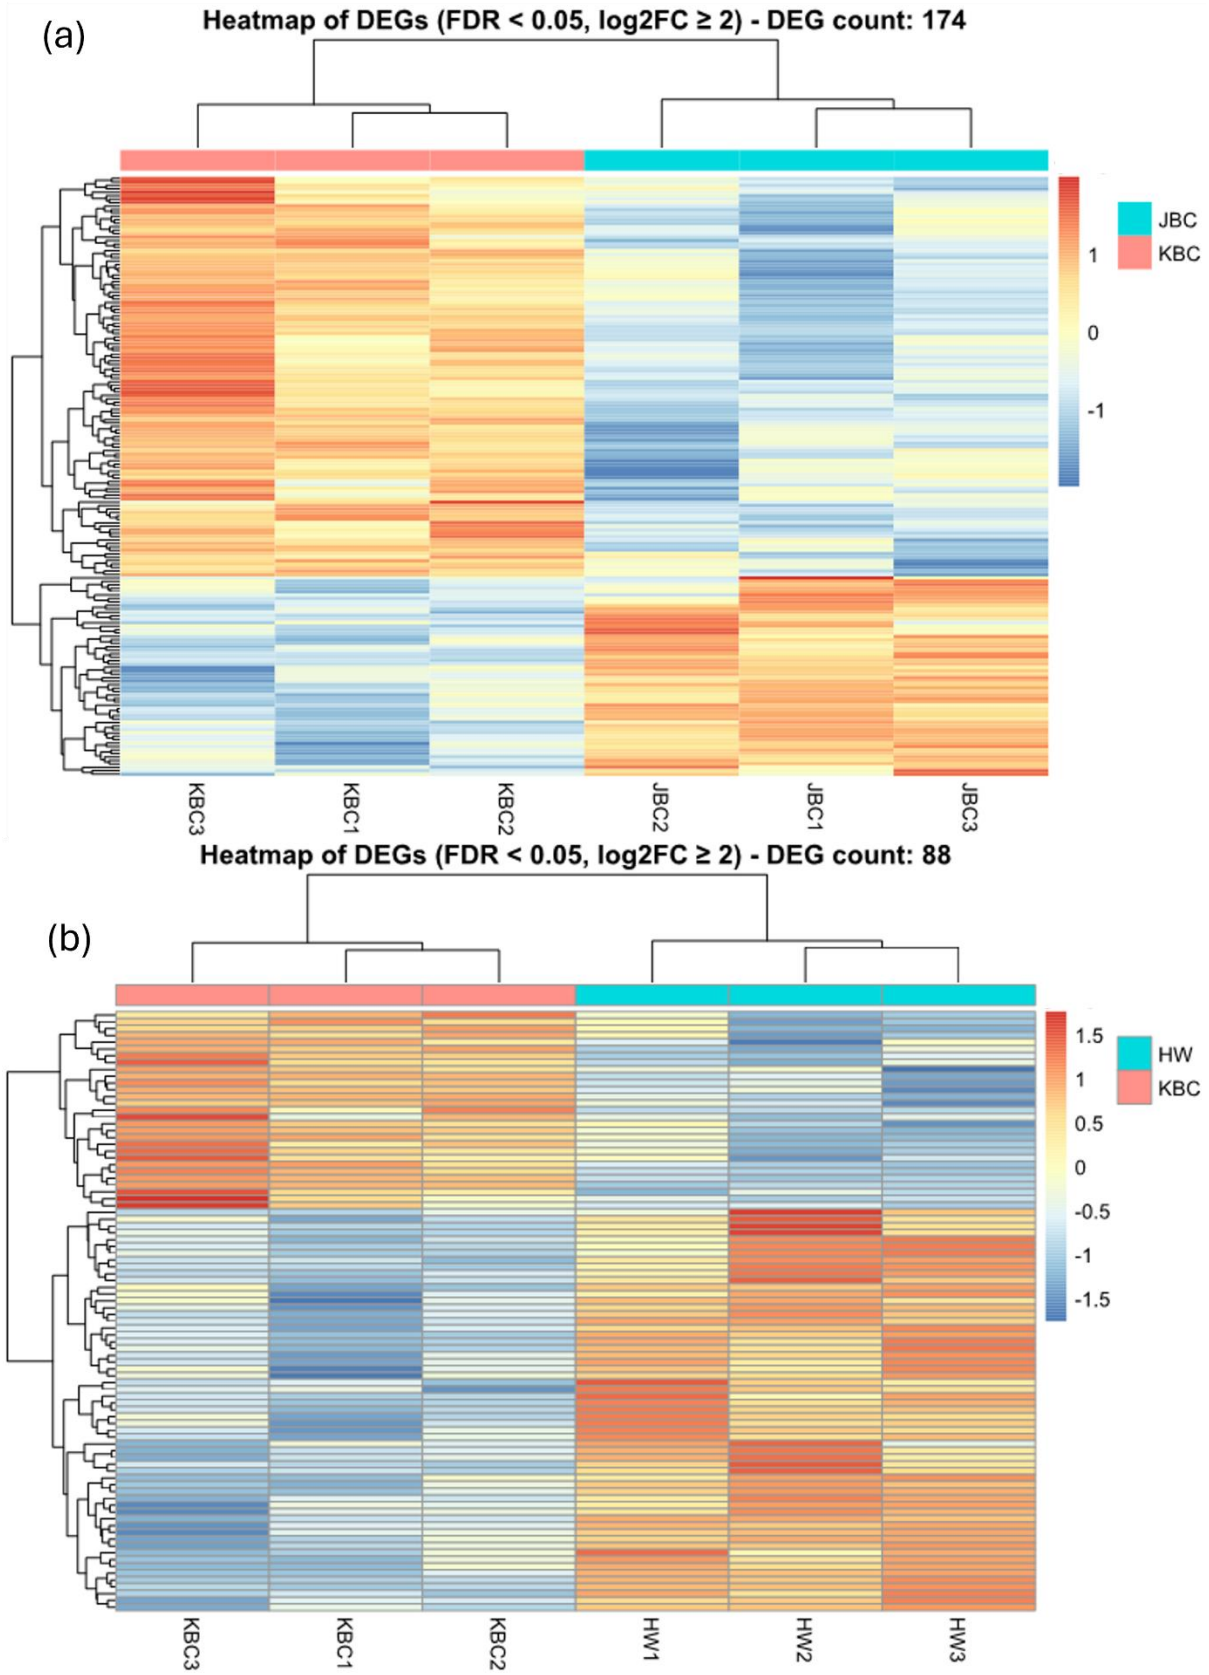 (a)
Heatmap of DEGs (FDR < 0.05, log2FC ≥ 2) - DEG count: 174
1
0
-1
JBC
KBC
KBC3
KBC1
KBC2
JBC2
JBC1
JBC3
Heatmap of DEGs (FDR < 0.05, log2FC ≥ 2) - DEG count: 88
(b)
1.5
1
0.5
0
-0.5
-1
-1.5
HW
KBC
KBC3
KBC1
KBC2
HW1
HW2
HW3